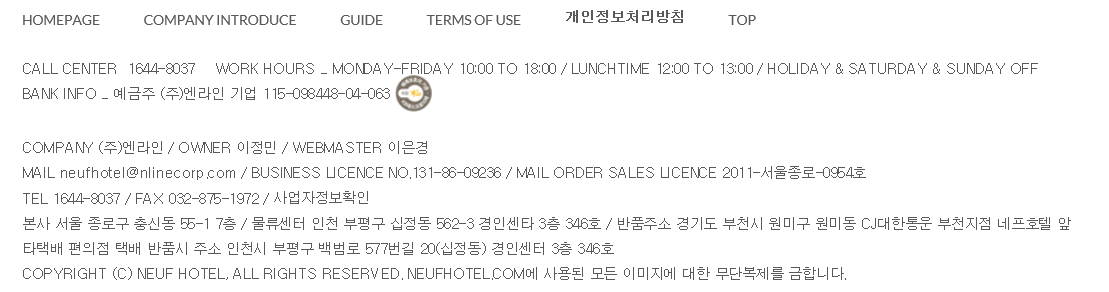 HOMEPAGE COMPANY INTRODUCE GUIDE TERMS OF USE 개인정보처리방침 TOP
CALL CENTER 1644-8037 WORK HOURS _ MONDAY-FRIDAY 10:00 TO 18:00 / LUNCHTIME 12:00 TO 13:00 / HOLIDAY & SATURDAY & SUNDAY OFF
BANK INFO _ 예금주 (주)엔라인 기업 115-098448-04-063
COMPANY (주)엔라인 / OWNER 이정민 / WEBMASTER 이은경
MAIL neufhotel@nlinecorp.com / BUSINESS LICENCE NO.131-86-09236 / MAIL ORDER SALES LICENCE 2011-서울종로-0954호
TEL 1644-8037 / FAX 032-875-1972 / 사업자정보확인
본사 서울 종로구 충신동 55-1 7층 / 물류센터 인천 부평구 십정동 562-3 경인센타 3층 346호 / 반품주소 경기도 부천시 원미구 원미동 CJ대한통운 부천지점 네프호텔 앞
타택배 편의점 택배 반품시 주소 인천시 부평구 백범로 577번길 20(십정동) 경인센터 3층 346호
COPYRIGHT (C) NEUF HOTEL, ALL RIGHTS RESERVED. NEUFHOTEL.COM에 사용된 모든 이미지에 대한 무단복제를 금합니다.